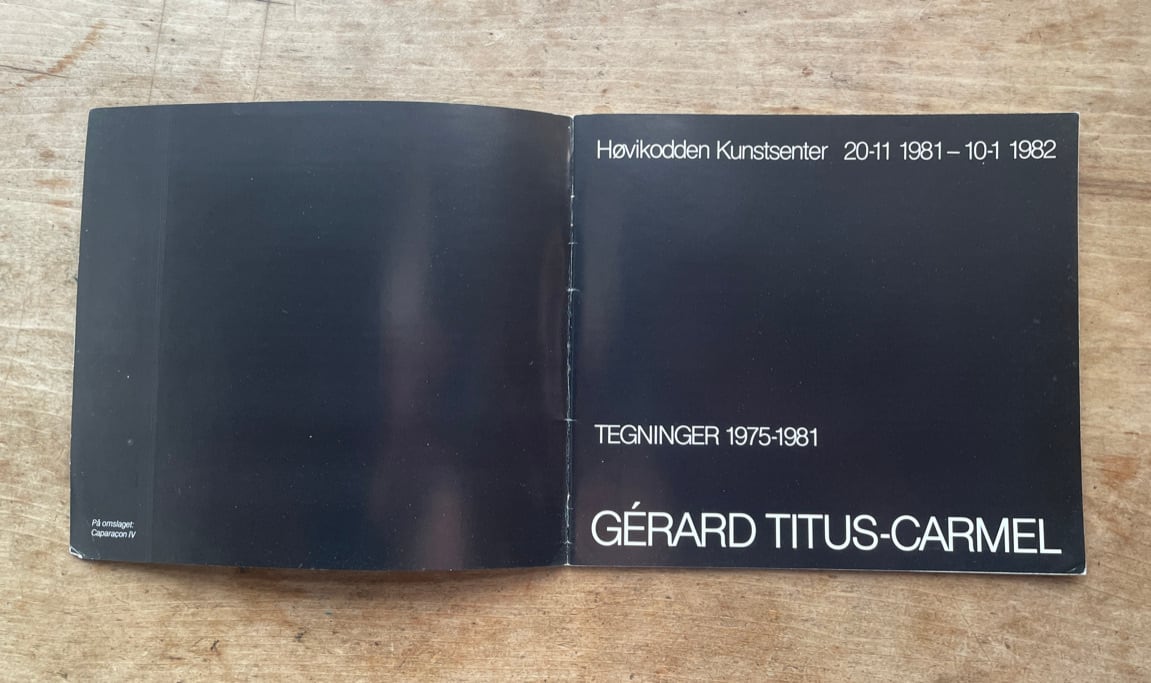 På omslaget:
Caparaçon IV
Høvikodden Kunstsenter 20-11 1981 – 10-1 1982
TEGNINGER 1975-1981
GÉRARD TITUS-CARMEL